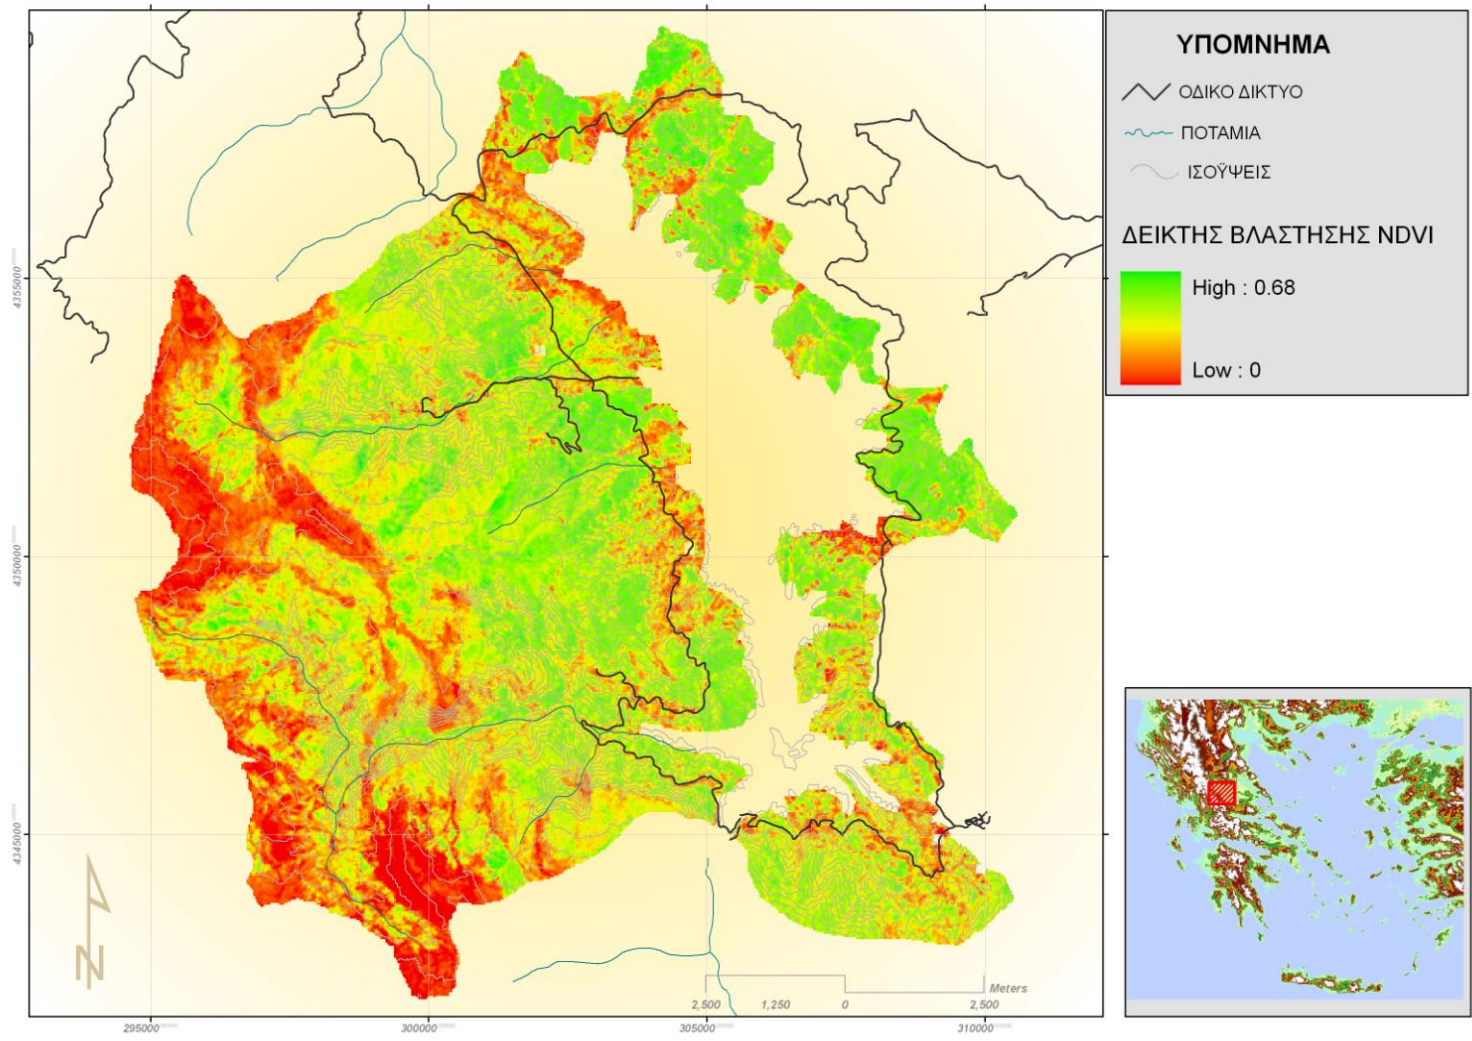 ΥΠΟΜΝΗΜΑ
ΟΔΙΚΟ ΔΙΚΤΥΟ
ΠΟΤΑΜΙΑ
ΙΣΟΫΨΕΙΣ
ΔΕΙΚΤΗΣ ΒΛΑΣΤΗΣΗΣ NDVI
High : 0.68
Low : 0
4355000
4350000
4345000
N
Meters
2,500 1,250 0 2,500
295000 300000 305000 310000